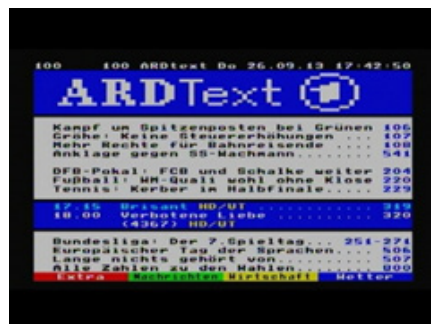 100 100 ARDtext Do 26.09.13 17:42:50
ARDText 1
Kampf um Spitzenposten bei Grünen 106
Gröhe: Keine Steuererhöhungen ... 107
Mehr Rechte für Bahnreisende .... 108
Anklage gegen SS-Wachmann........ 541
DFB-Pokal: FCB und Schalke weiter 204
Fußball: WM-Quali wohl ohne Klose 220
Tennis: Kerber im Halbfinale..... 229
17.15 Brisant HD/UT ............. 319
18.00 Verbotene Liebe ........... 320
(4367) HD/UT
Bundesliga: Der 7.Spieltag... 251-271
Europäischer Tag der Sprachen.... 506
Lange nichts gehört von.......... 507
Alle Zahlen zu den Wahlen........ 800
Extra Nachrichten Wirtschaft Wetter